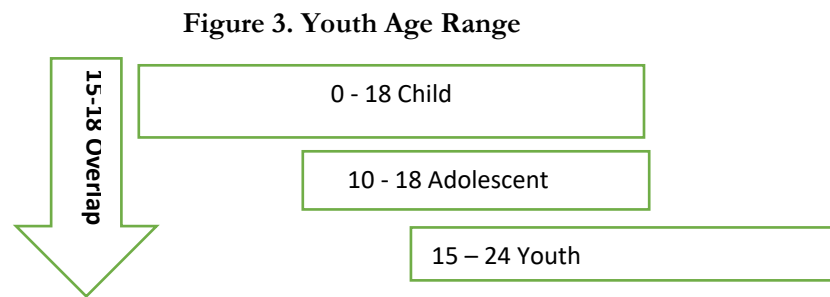 Figure 3. Youth Age Range
15-18 Overlap
0 - 18 Child
10 - 18 Adolescent
15 – 24 Youth